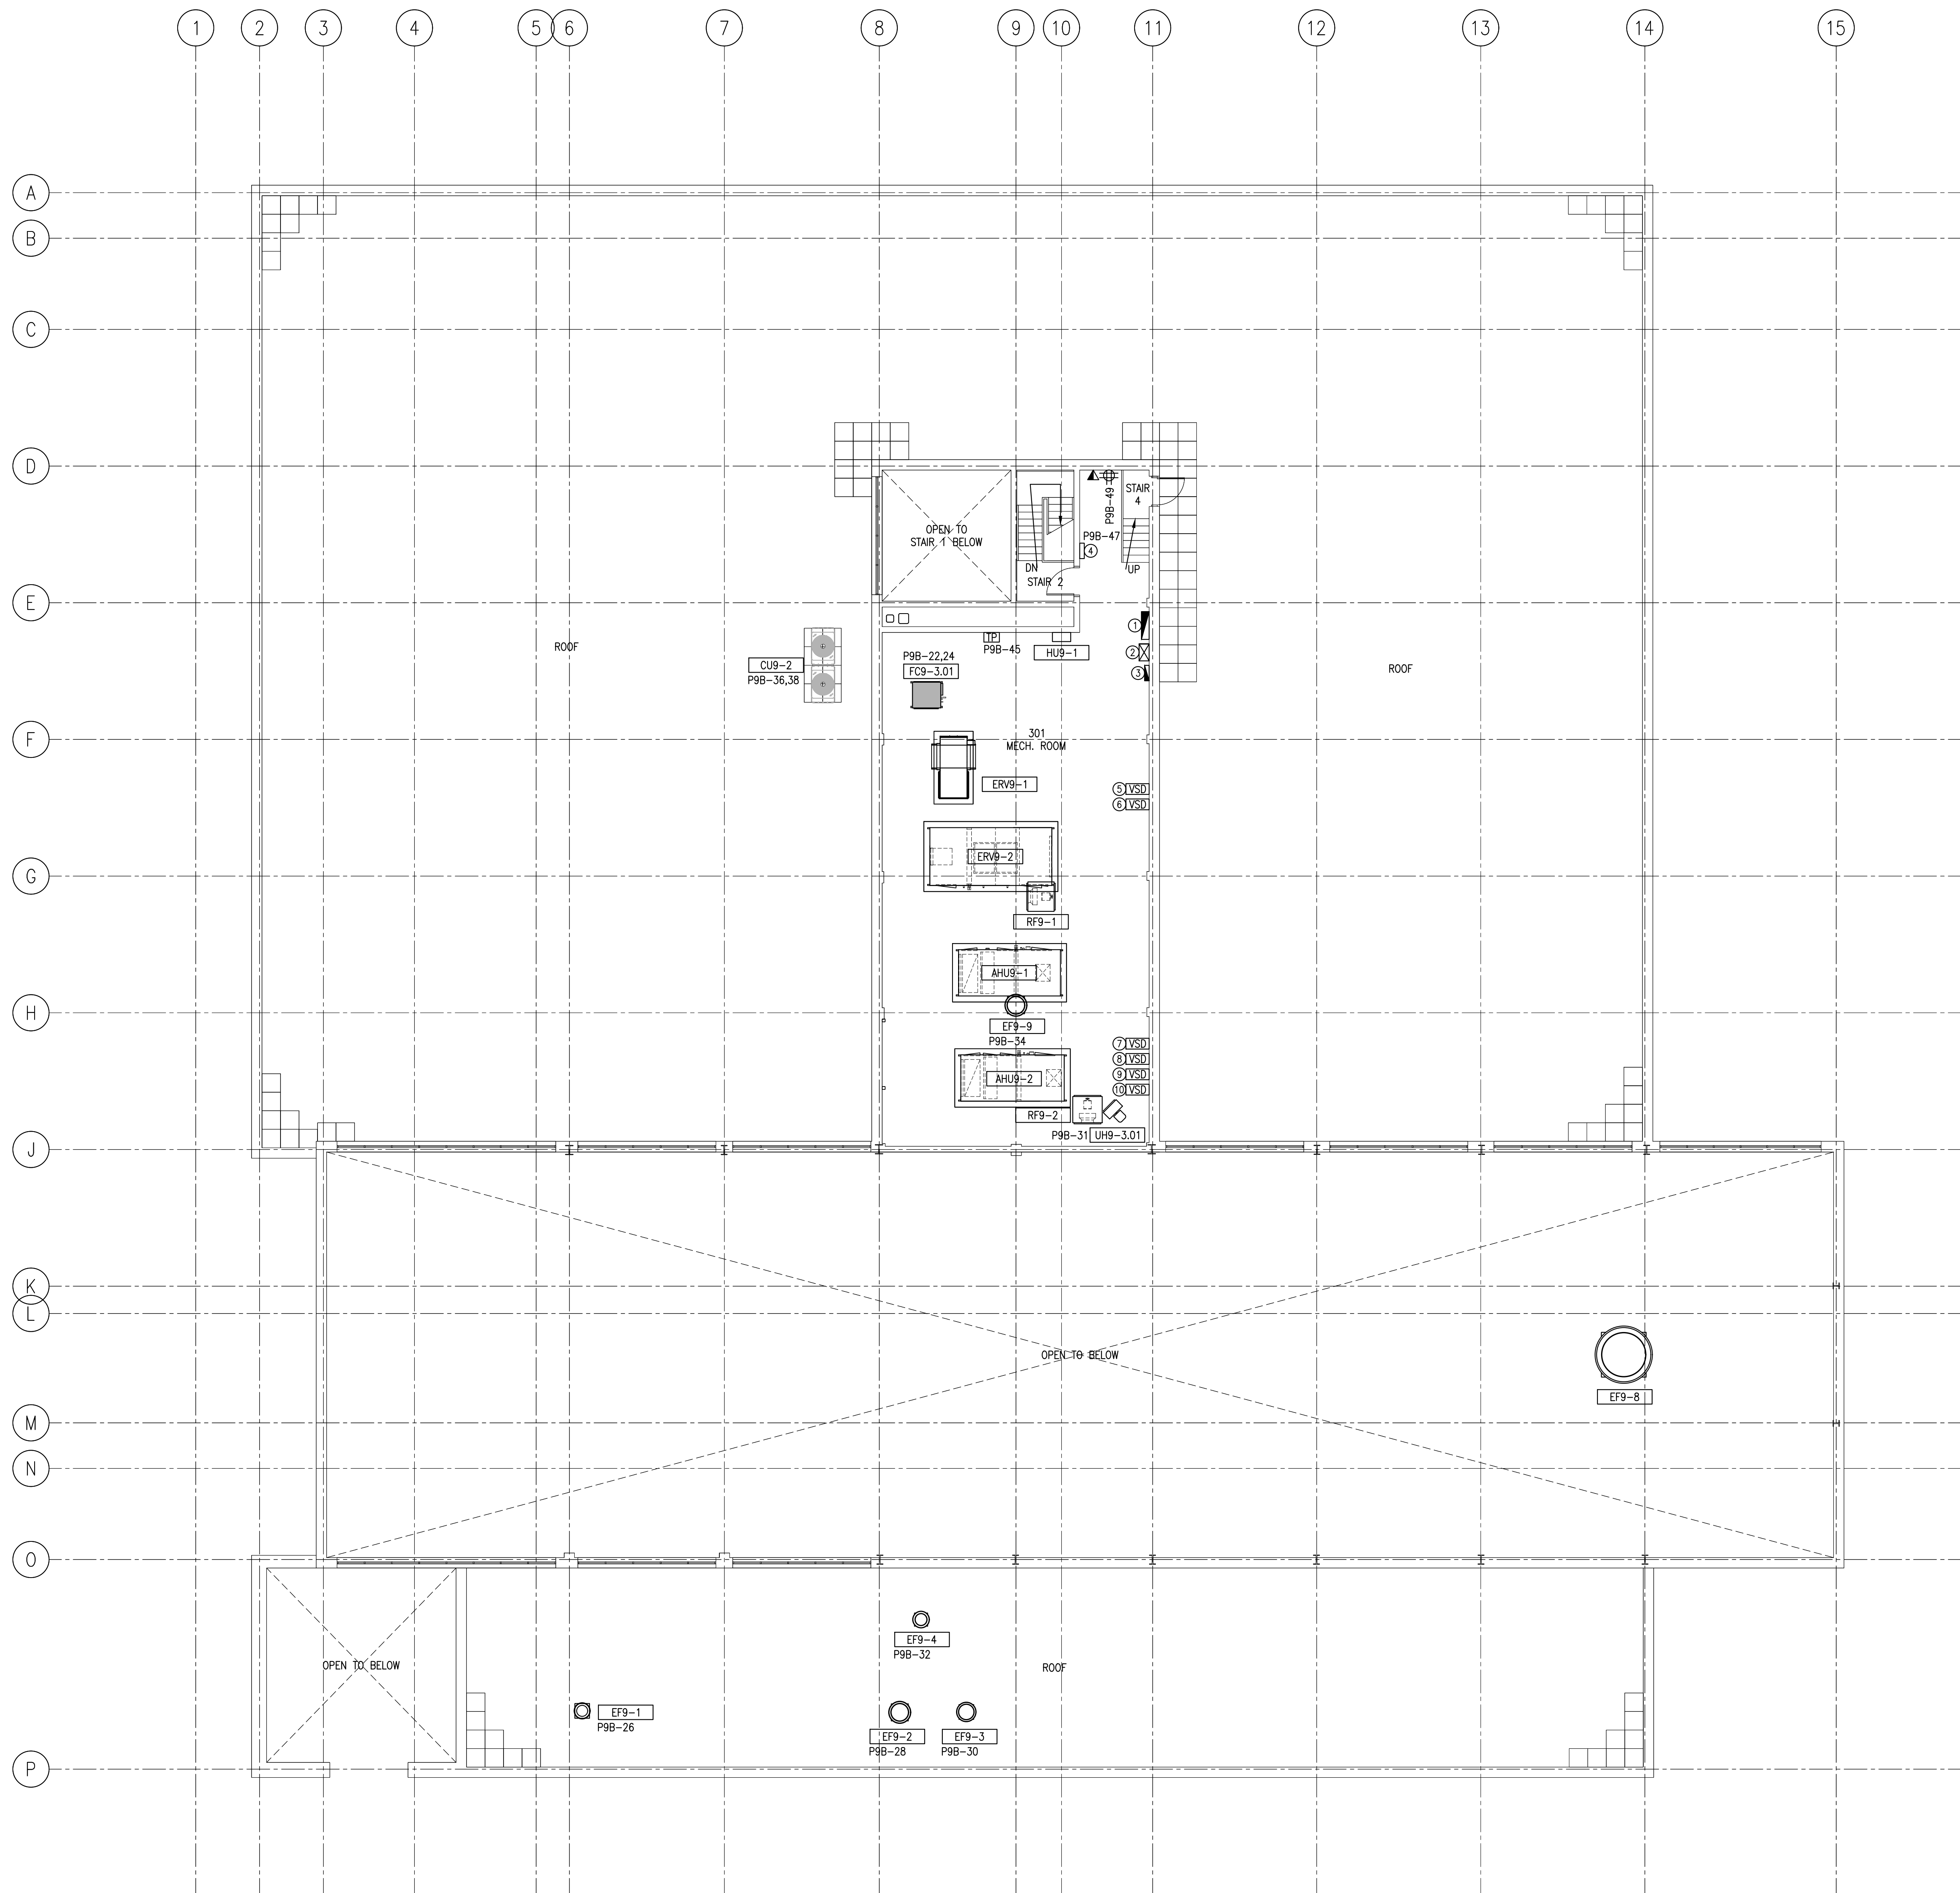 1
2
3
4
5
6
7
8
9
10
11
12
13
14
15
A
B
C
D
E
F
G
H
J
K
L
M
N
O
P
OPEN TO
STAIR 1 BELOW
DN
STAIR 2
P9B-49
STAIR
4
P9B-47
4
UP
ROOF
CU9-2
P9B-36,38
P9B-22,24
FC9-3.01
TP
P9B-45
HU9-1
1
2
3
ROOF
301
MECH. ROOM
ERV9-1
5 VSD
6 VSD
ERV9-2
RF9-1
AHU9-1
EF9-9
P9B-34
7 VSD
8 VSD
9 VSD
10 VSD
AHU9-2
RF9-2
P9B-31 UH9-3.01
OPEN TO BELOW
EF9-8
EF9-4
P9B-32
OPEN TO BELOW
ROOF
EF9-1
P9B-26
EF9-2
P9B-28
EF9-3
P9B-30